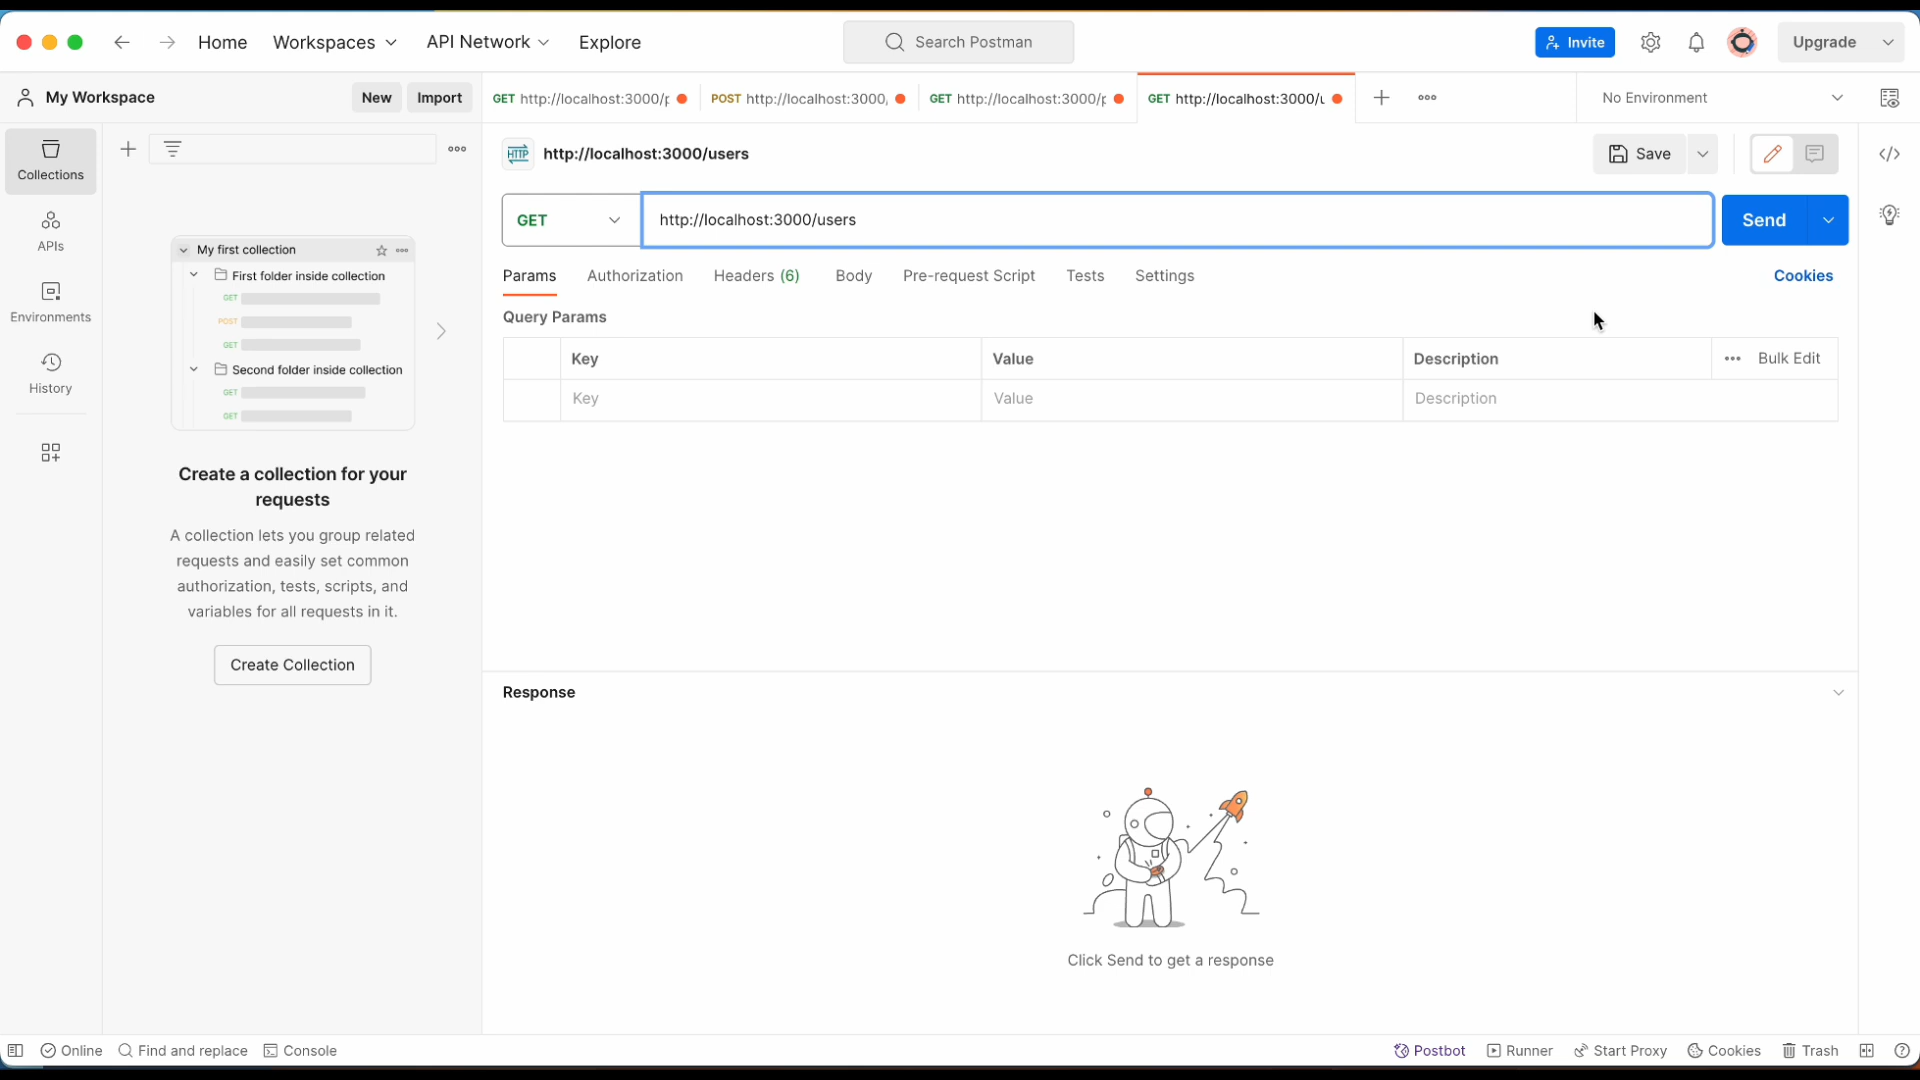 Home
Workspaces
API Network
Explore
Search Postman
Invite
Upgrade
My Workspace
New
Import
GET http://localhost:3000/p
POST http://localhost:3000,
GET http://localhost:3000/p
GET http://localhost:3000/u
No Environment
Collections
APIs
Environments
History
My first collection
First folder inside collection
GET
POST
GET
Second folder inside collection
GET
GET
Create a collection for your
requests
A collection lets you group related
requests and easily set common
authorization, tests, scripts, and
variables for all requests in it.
Create Collection
HTTP http://localhost:3000/users
Save
GET
http://localhost:3000/users
Send
Params
Authorization
Headers (6)
Body
Pre-request Script
Tests
Settings
Cookies
Query Params
Key
Value
Description
Bulk Edit
Key
Value
Description
Response
Click Send to get a response
Online
Find and replace
Console
Postbot
Runner
Start Proxy
Cookies
Trash